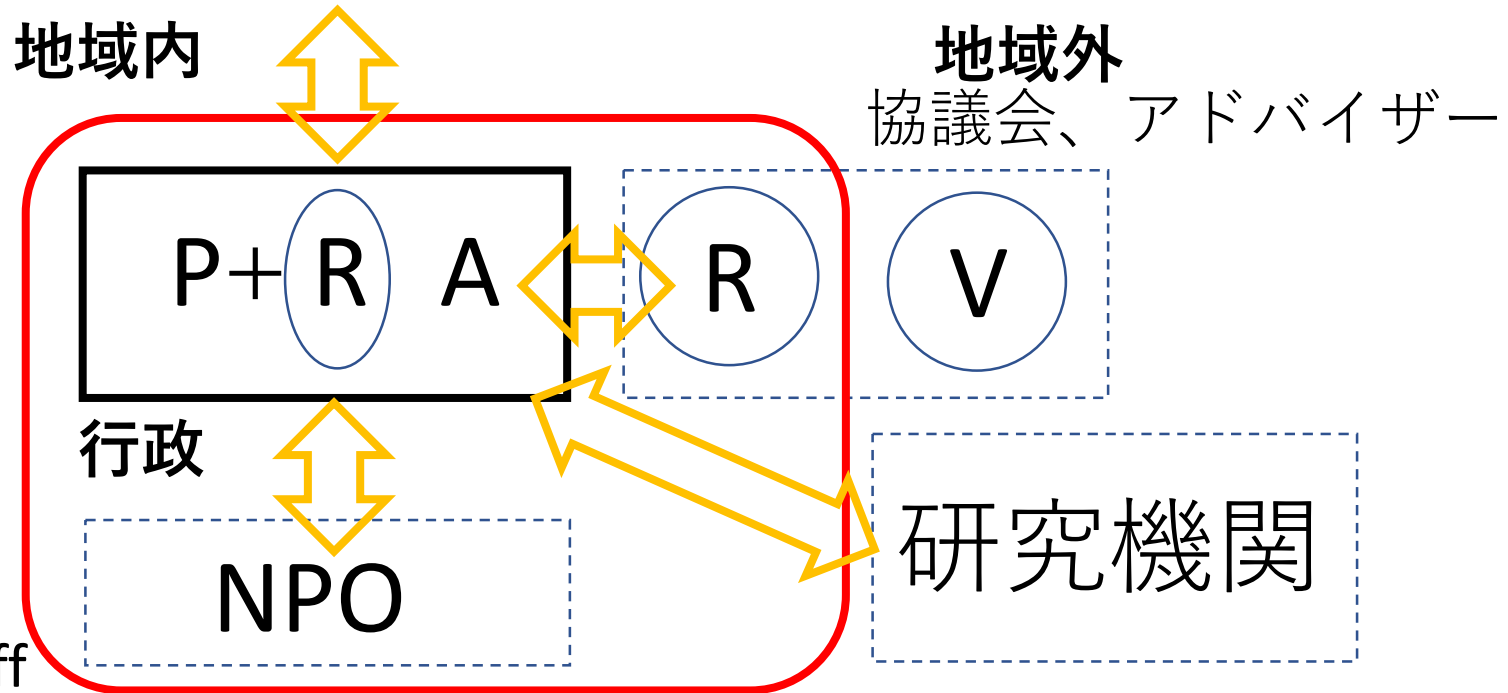 地域内
地域外
協議会、アドバイザー
P+R A
R
V
行政
研究機関
NPO
ff